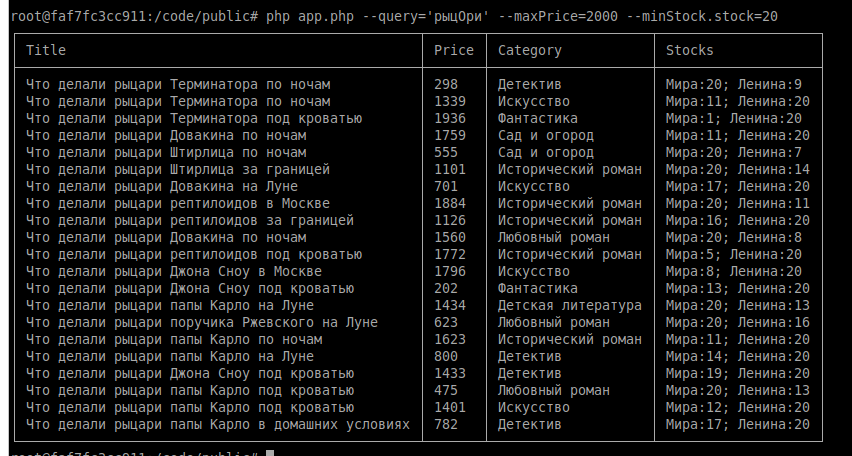 root@faf7fc3cc911:/code/public# php app.php --query='рыцОри' --maxPrice=2000 --minStock.stock=20
Title Price Category Stocks
Что делали рыцари Терминатора по ночам 298 Детектив Мира:20; Ленина:9
Что делали рыцари Терминатора по ночам 1339 Искусство Мира:11; Ленина:20
Что делали рыцари Терминатора под кроватью 1936 Фантастика Мира:1; Ленина:20
Что делали рыцари Довакина по ночам 1759 Сад и огород Мира:11; Ленина:20
Что делали рыцари Штирлица по ночам 555 Сад и огород Мира:20; Ленина:7
Что делали рыцари Штирлица за границей 1101 Исторический роман Мира:20; Ленина:14
Что делали рыцари Довакина на Луне 701 Искусство Мира:17; Ленина:20
Что делали рыцари рептилоидов в Москве 1884 Исторический роман Мира:20; Ленина:11
Что делали рыцари рептилоидов за границей 1126 Исторический роман Мира:16; Ленина:20
Что делали рыцари Довакина по ночам 1560 Любовный роман Мира:20; Ленина:8
Что делали рыцари рептилоидов под кроватью 1772 Исторический роман Мира:5; Ленина:20
Что делали рыцари Джона Сноу в Москве 1796 Искусство Мира:8; Ленина:20
Что делали рыцари Джона Сноу под кроватью 202 Фантастика Мира:13; Ленина:20
Что делали рыцари папы Карло на Луне 1434 Детская литература Мира:20; Ленина:13
Что делали рыцари поручика Ржевского на Луне 623 Любовный роман Мира:20; Ленина:16
Что делали рыцари папы Карло по ночам 1623 Исторический роман Мира:11; Ленина:20
Что делали рыцари папы Карло на Луне 800 Детектив Мира:14; Ленина:20
Что делали рыцари Джона Сноу под кроватью 1433 Детектив Мира:19; Ленина:20
Что делали рыцари папы Карло под кроватью 475 Любовный роман Мира:20; Ленина:13
Что делали рыцари папы Карло под кроватью 1401 Искусство Мира:12; Ленина:20
Что делали рыцари папы Карло в домашних условиях 782 Детектив Мира:17; Ленина:20
root@faf7fc3cc911:/code/public#